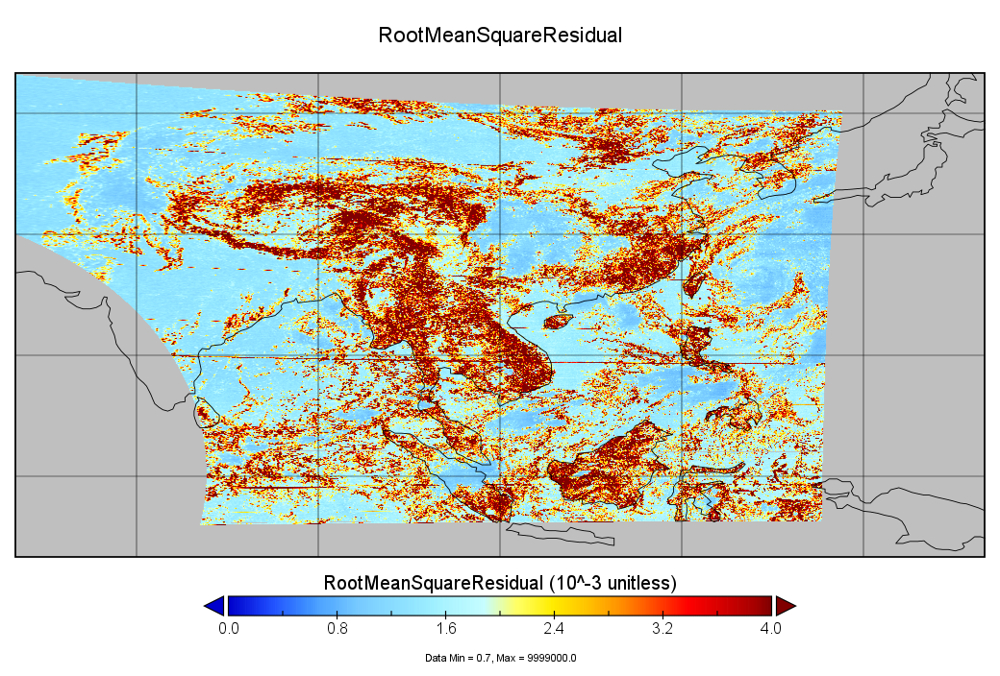 RootMeanSquareResidual
RootMeanSquareResidual (10^-3 unitless)
0.0 0.8 1.6 2.4 3.2 4.0
Data Min = 0.7, Max = 9999000.0